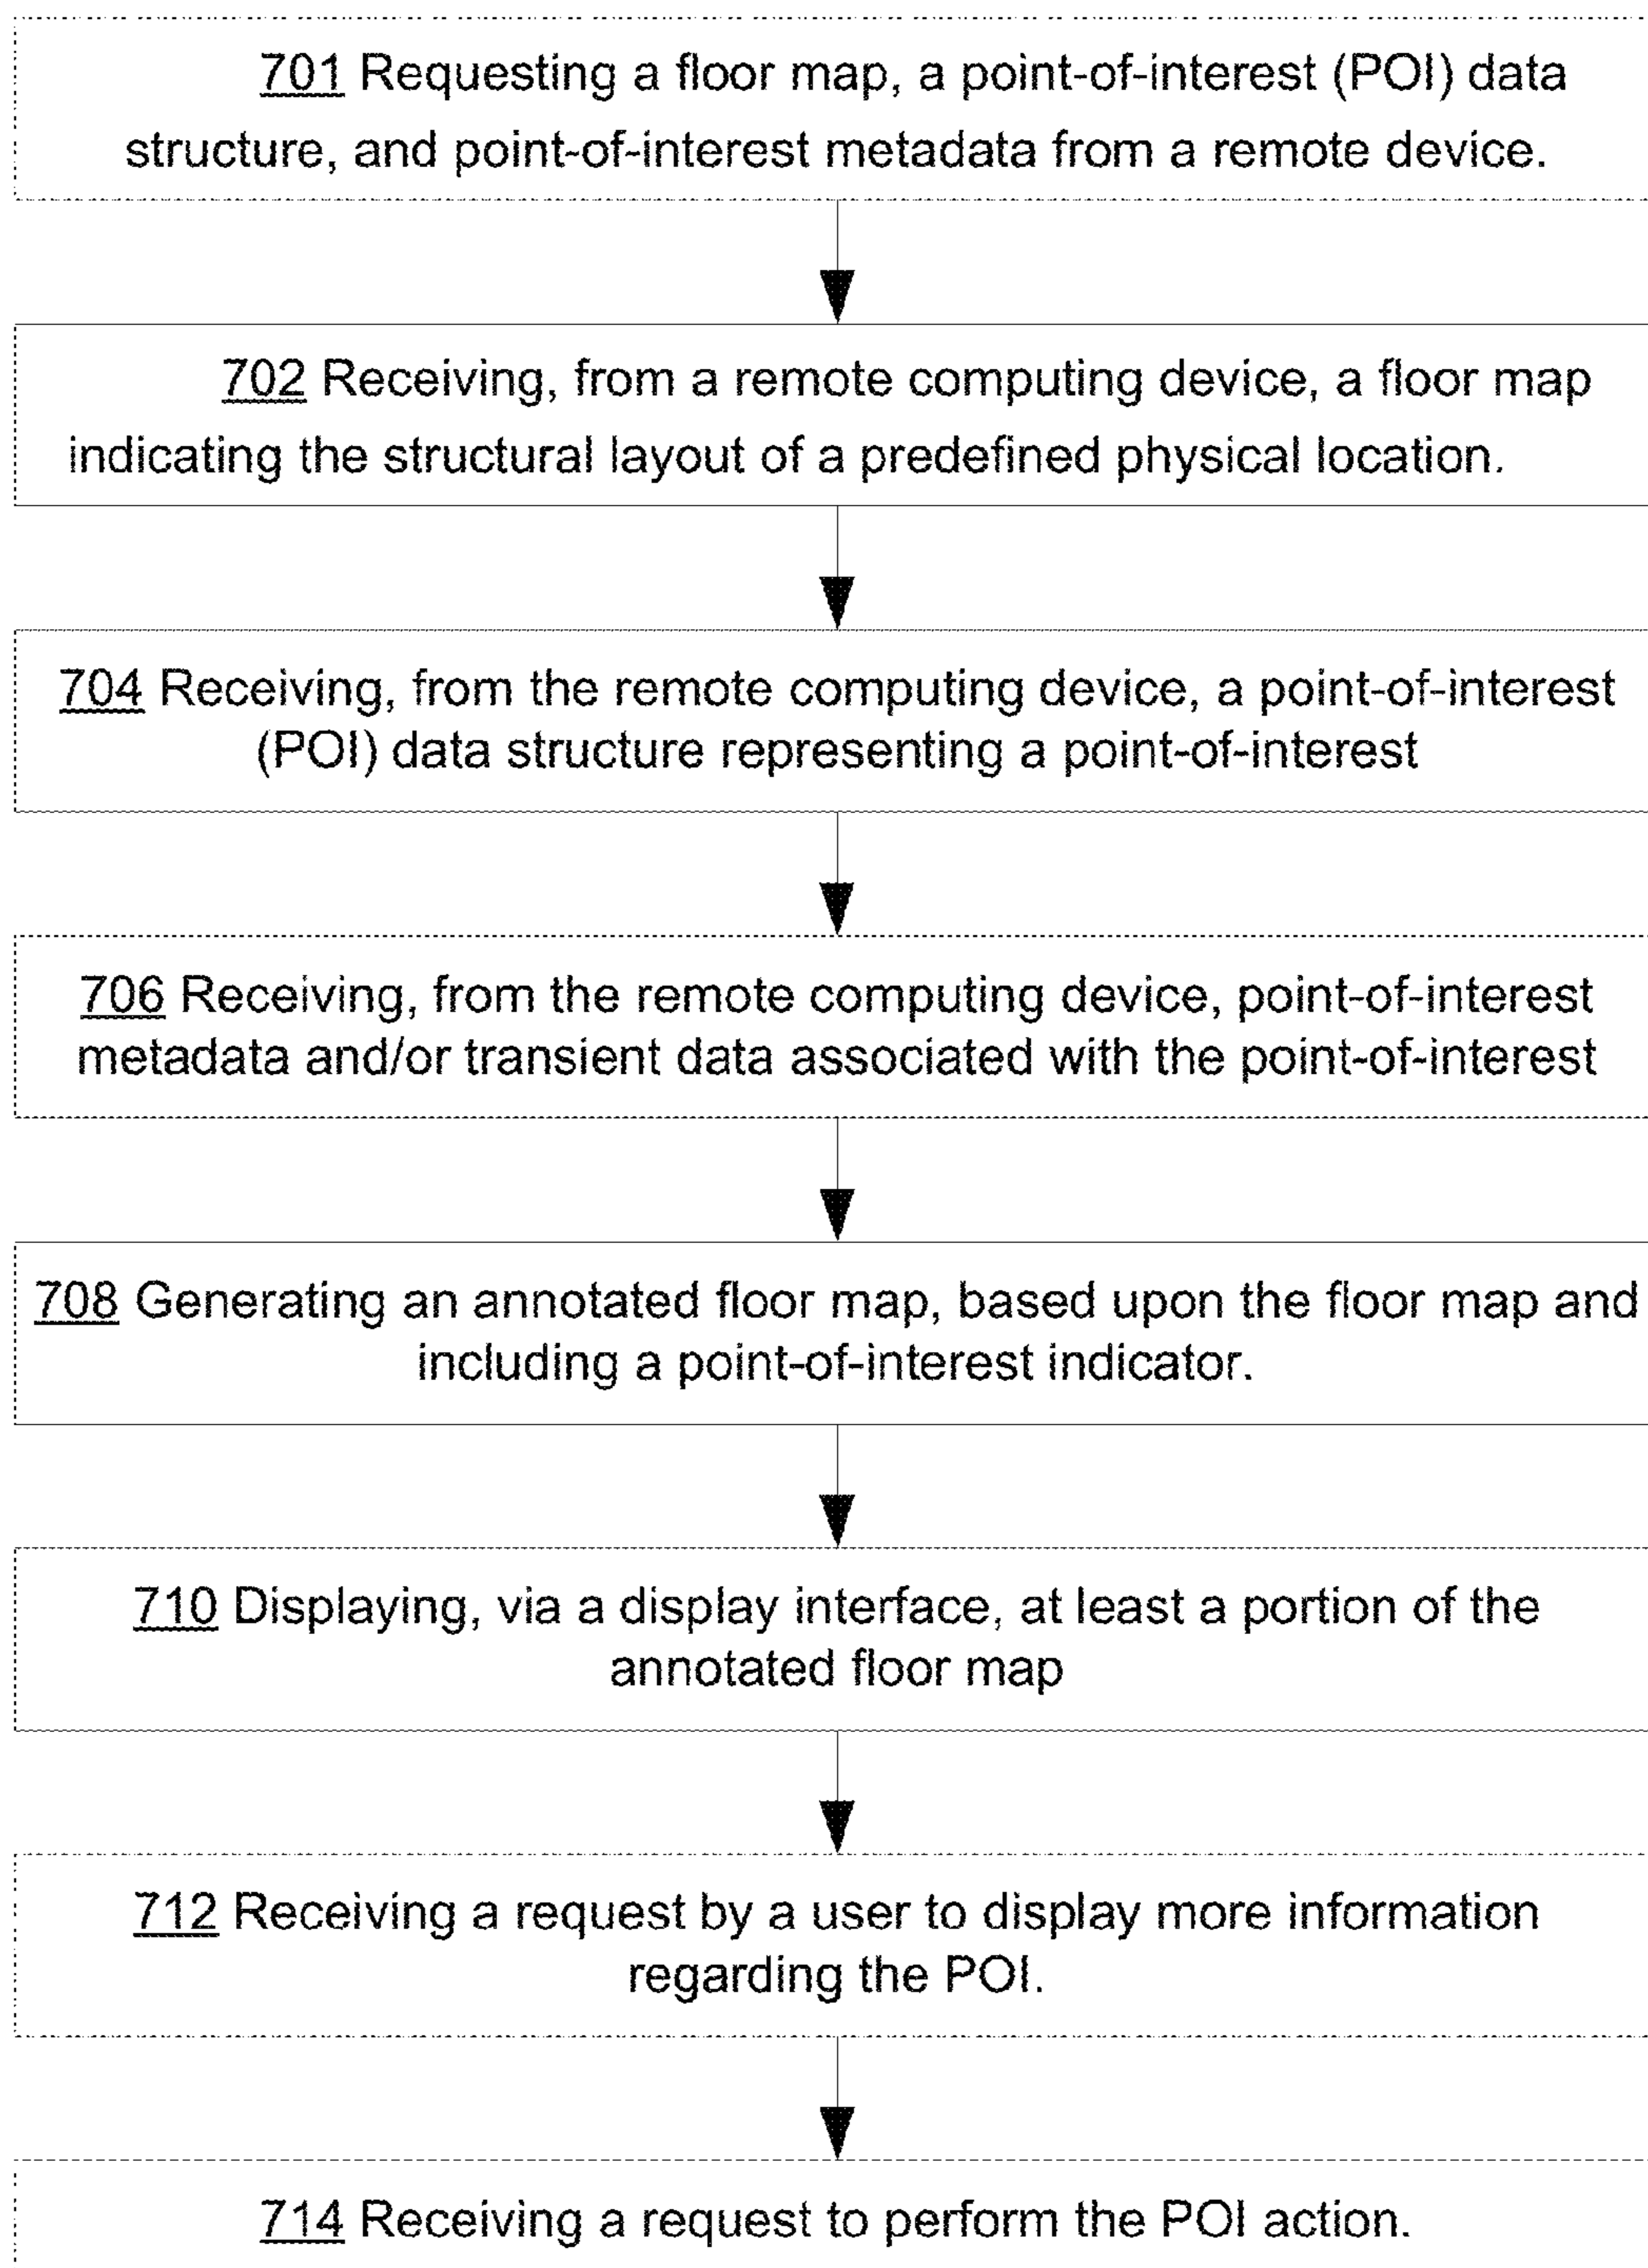 701 Requesting a floor map, a point-of-interest (POI) data
structure, and point-of-interest metadata from a remote device.
702 Receiving, from a remote computing device, a floor map
indicating the structural layout of a predefined physical location.
704 Receiving, from the remote computing device, a point-of-interest
(POI) data structure representing a point-of-interest
706 Receiving, from the remote computing device, point-of-interest
metadata and/or transient data associated with the point-of-interest
708 Generating an annotated floor map, based upon the floor map and
including a point-of-interest indicator.
710 Displaying, via a display interface, at least a portion of the
annotated floor map
712 Receiving a request by a user to display more information
regarding the POI.
714 Receiving a request to perform the POI action.